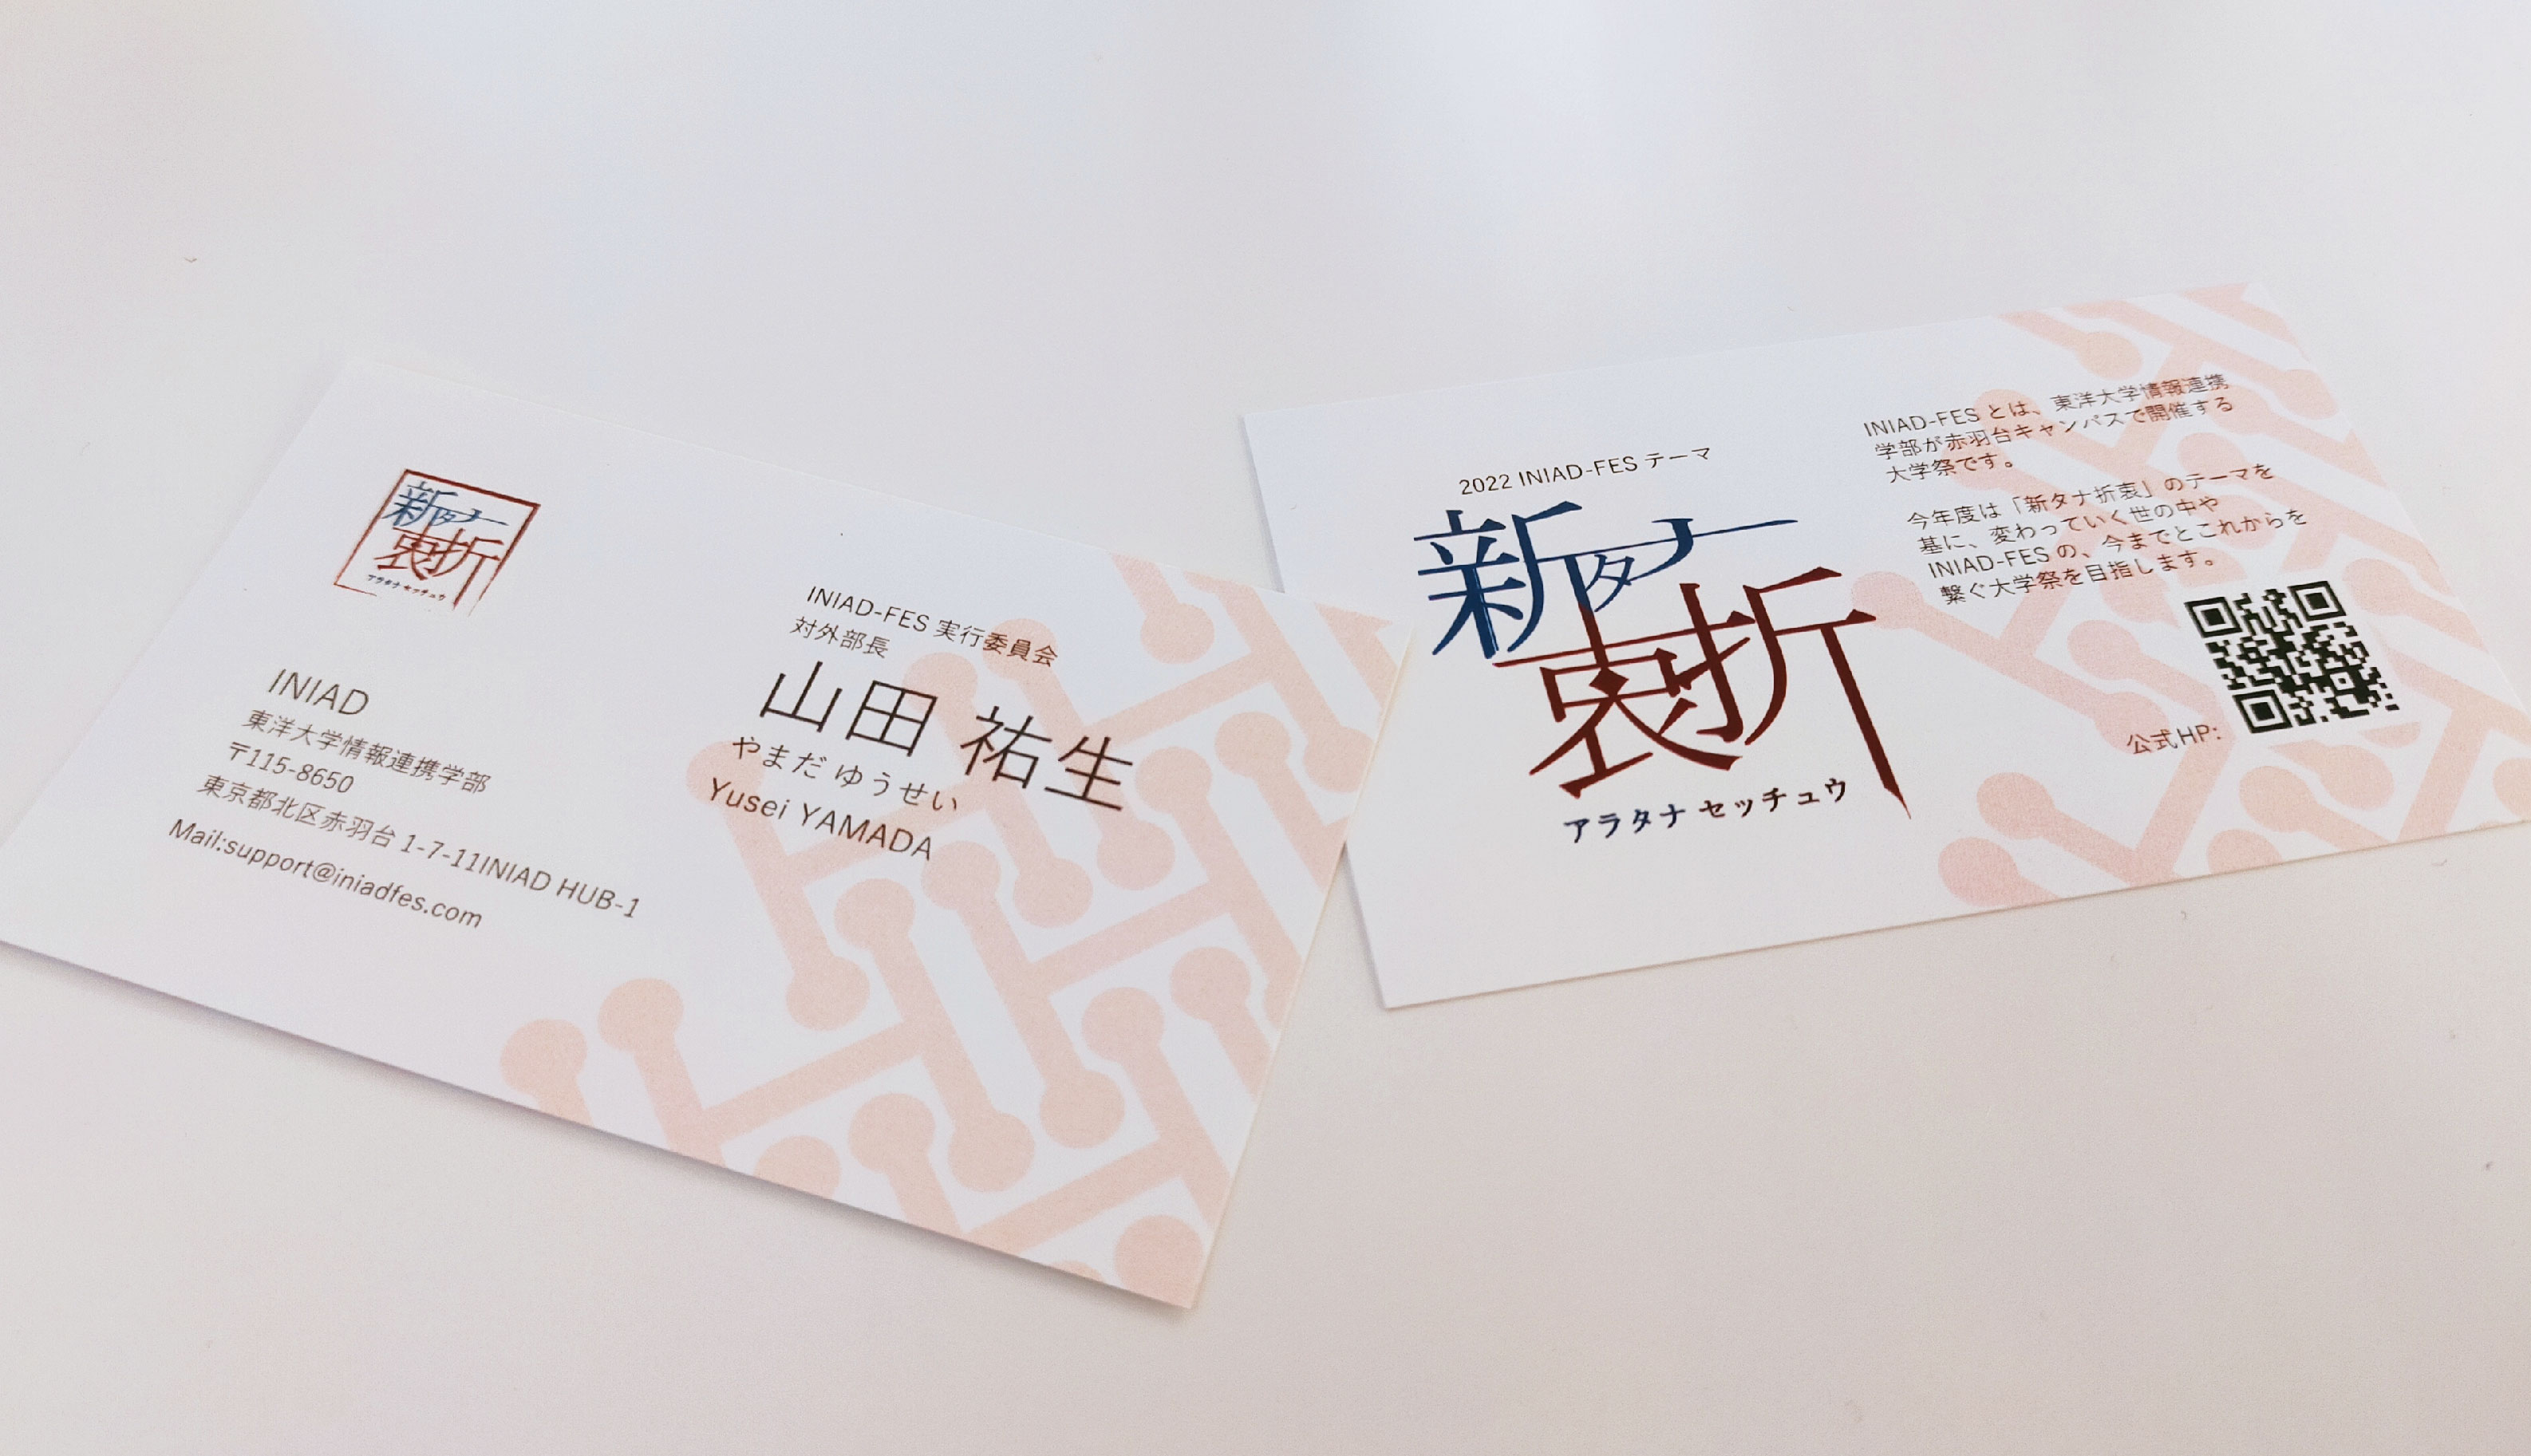 新タナ
折衷
アラタナ セッチュウ
INIAD
東洋大学情報連携学部
〒115-8650
東京都北区赤羽台 1-7-11INIAD HUB-1
Mail:support@iniadfes.com
INIAD-FES 実行委員会
対外部長
山田 祐生
やまだ ゆうせい
Yusei YAMADA
2022 INIAD-FES テーマ
新タナ
折衷
アラタナ セッチュウ
INIAD-FES とは、東洋大学情報連携
学部が赤羽台キャンパスで開催する
大学祭です。
今年度は「新タナ折衷」のテーマを
基に、変わっていく世の中や
INIAD-FES の、今までとこれからを
繋ぐ大学祭を目指します。
公式HP: